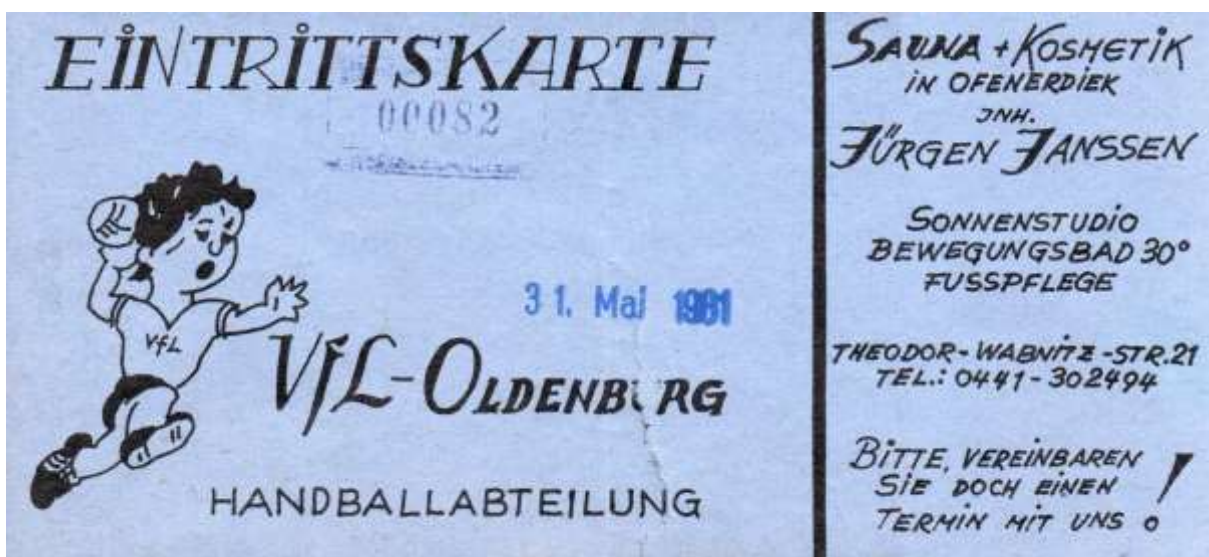 EINTRITTSKARTE
00082
31. Mai 1981
VfL
VfL-OLDENBURG
HANDBALLABTEILUNG
SAUNA + KOSMETIK
IN OFENERDIEK
INH.
JÜRGEN JANSSEN
SONNENSTUDIO
BEWEGUNGSBAD 30°
FUSSPFLEGE
THEODOR-WABNITZ-STR.21
TEL.: 0441-302494
BITTE, VEREINBAREN
SIE DOCH EINEN
TERMIN MIT UNS!